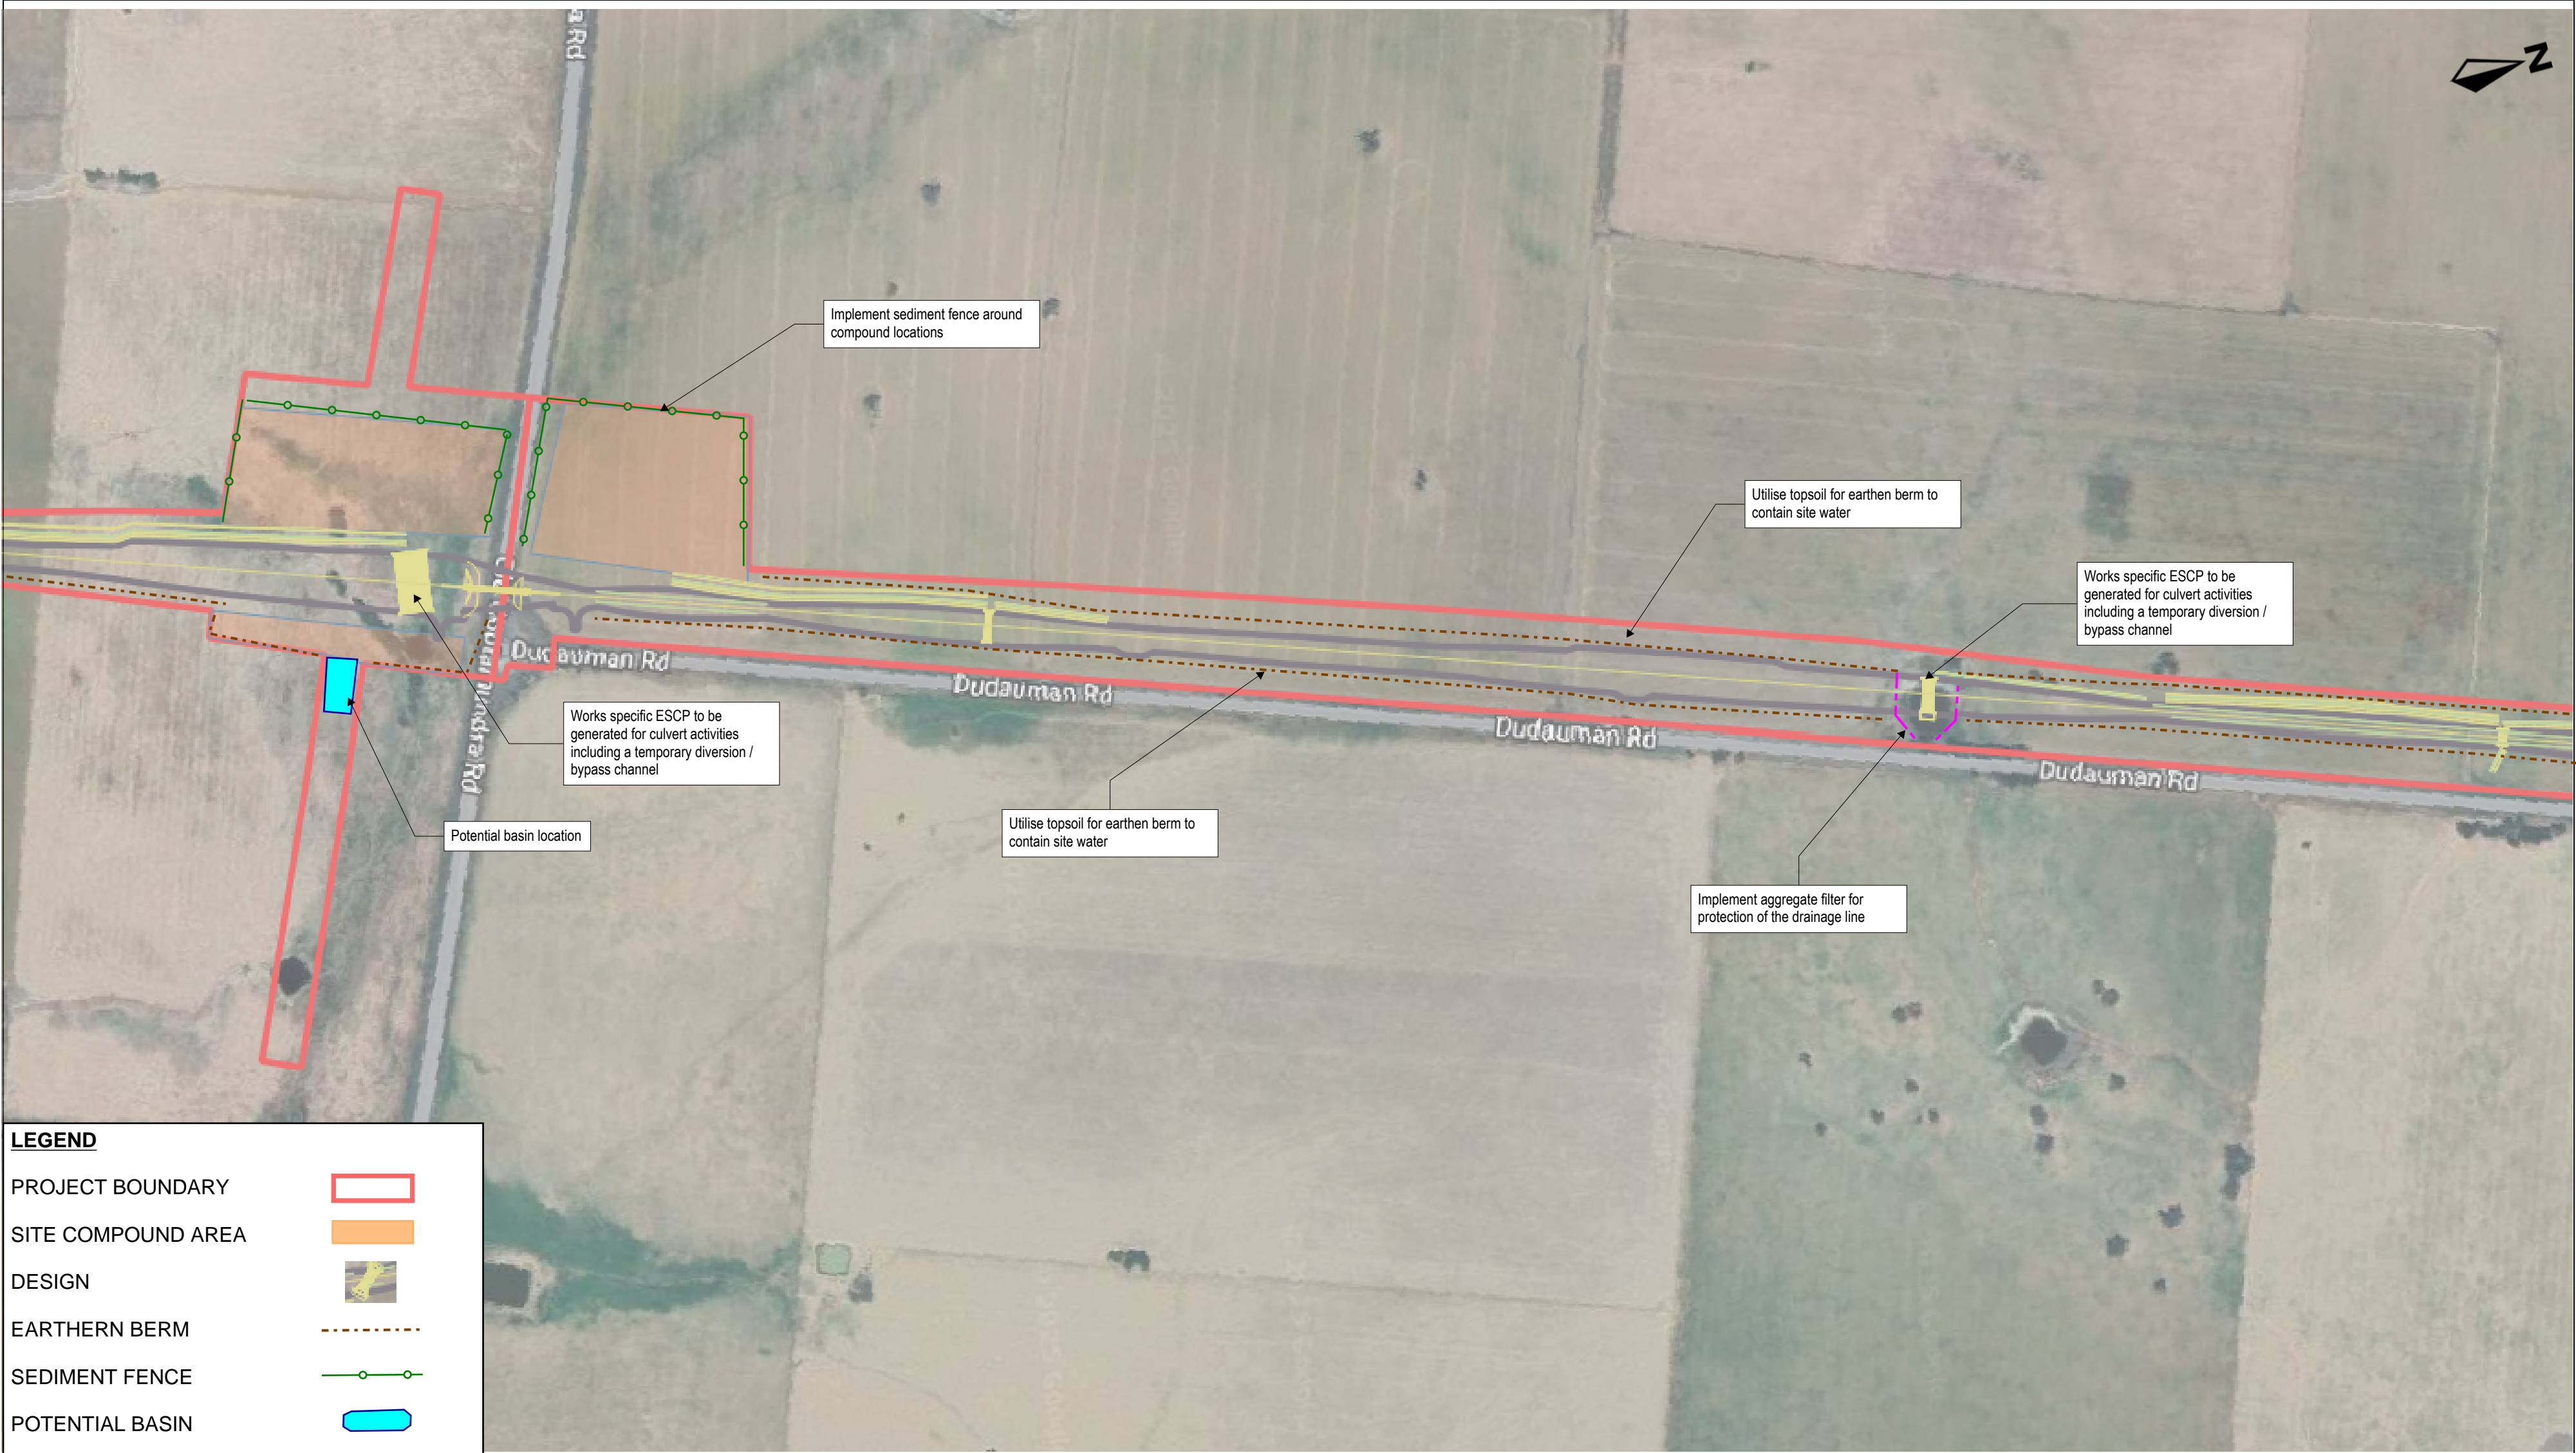 a Rd
N
Implement sediment fence around
compound locations
Utilise topsoil for earthen berm to
contain site water
Works specific ESCP to be
generated for culvert activities
including a temporary diversion /
bypass channel
Dudauman Rd
Dudauman Rd
Dudauman Rd
Dudauman Rd
Works specific ESCP to be
generated for culvert activities
including a temporary diversion /
bypass channel
Potential basin location
Utilise topsoil for earthen berm to
contain site water
Implement aggregate filter for
protection of the drainage line
LEGEND
PROJECT BOUNDARY
SITE COMPOUND AREA
DESIGN
EARTHERN BERM
SEDIMENT FENCE
POTENTIAL BASIN